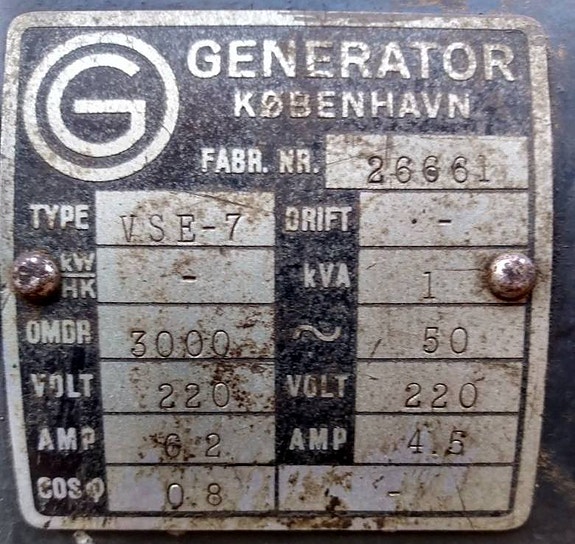 G GENERATOR
KØBENHAVN
FABR. NR. 26661
TYPE VSE-7 DRIFT -
kW HK - kVA 1
OMDR 3000 ~ 50
VOLT 220 VOLT 220
AMP 6.2 AMP 4.5
COSφ 0.8 -